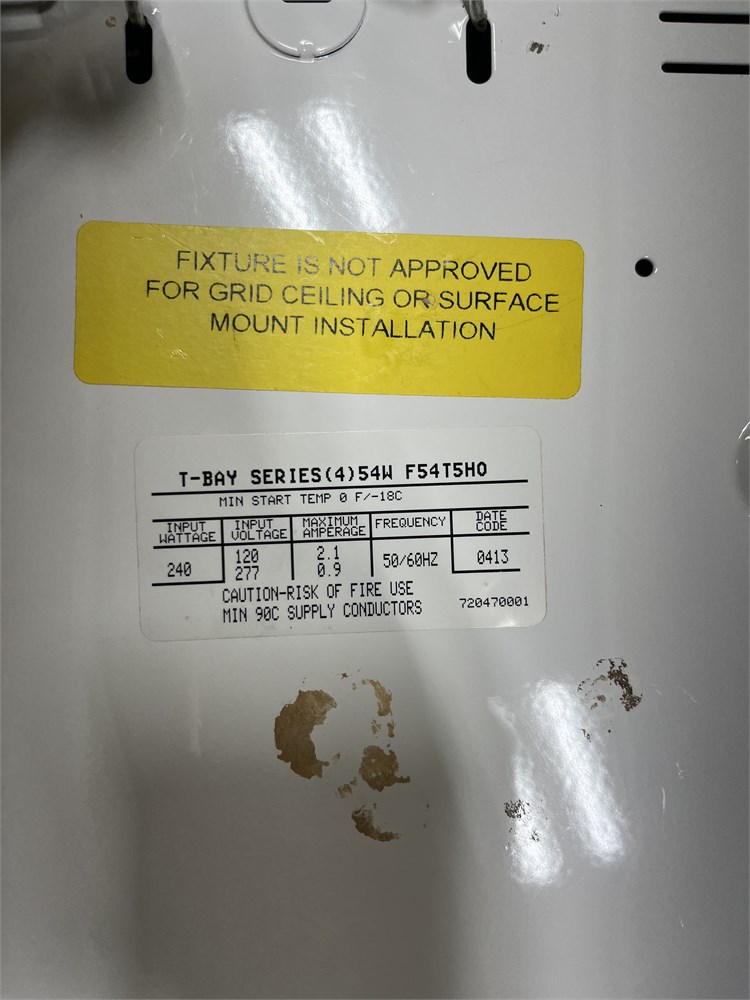 FIXTURE IS NOT APPROVED
FOR GRID CEILING OR SURFACE
MOUNT INSTALLATION
T-BAY SERIES(4)54W F54T5HO
MIN START TEMP 0 F/-18C
INPUT WATTAGE INPUT VOLTAGE MAXIMUM AMPERAGE FREQUENCY DATE CODE
240 120 277 2.1 0.9 50/60HZ 0413
CAUTION-RISK OF FIRE USE
MIN 90C SUPPLY CONDUCTORS 720470001